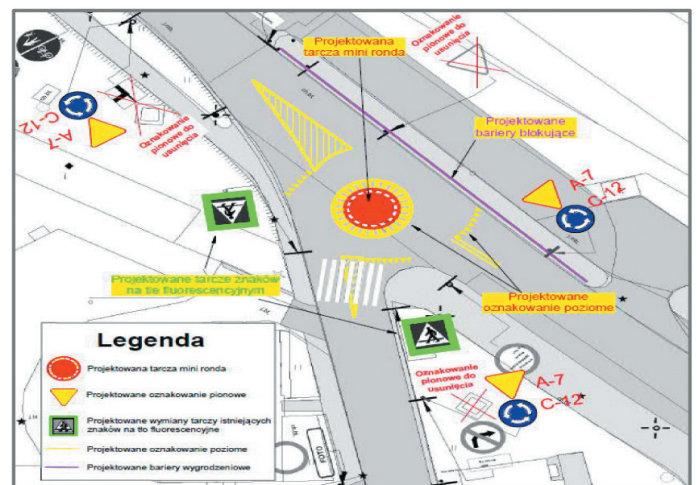 Projektowana
tarcza mini ronda
Oznakowanie
pionowe do
usunięcia
C-12
A-7
Oznakowanie
pionowe do
usunięcia
Projektowane
bariery blokujące
A-7
C-12
Projektowane tarcze znaków
na tle fluorescencyjnym
Projektowane
oznakowanie poziome
Oznakowanie
pionowe do
usunięcia
A-7
C-12
FOTO
Legenda
Projektowana tarcza mini ronda
Projektowane oznakowanie pionowe
Projektowane wymiany tarczy istniejących
znaków na tło fluorescencyjne
Projektowane oznakowanie poziome
Projektowane bariery wygrodzeniowe